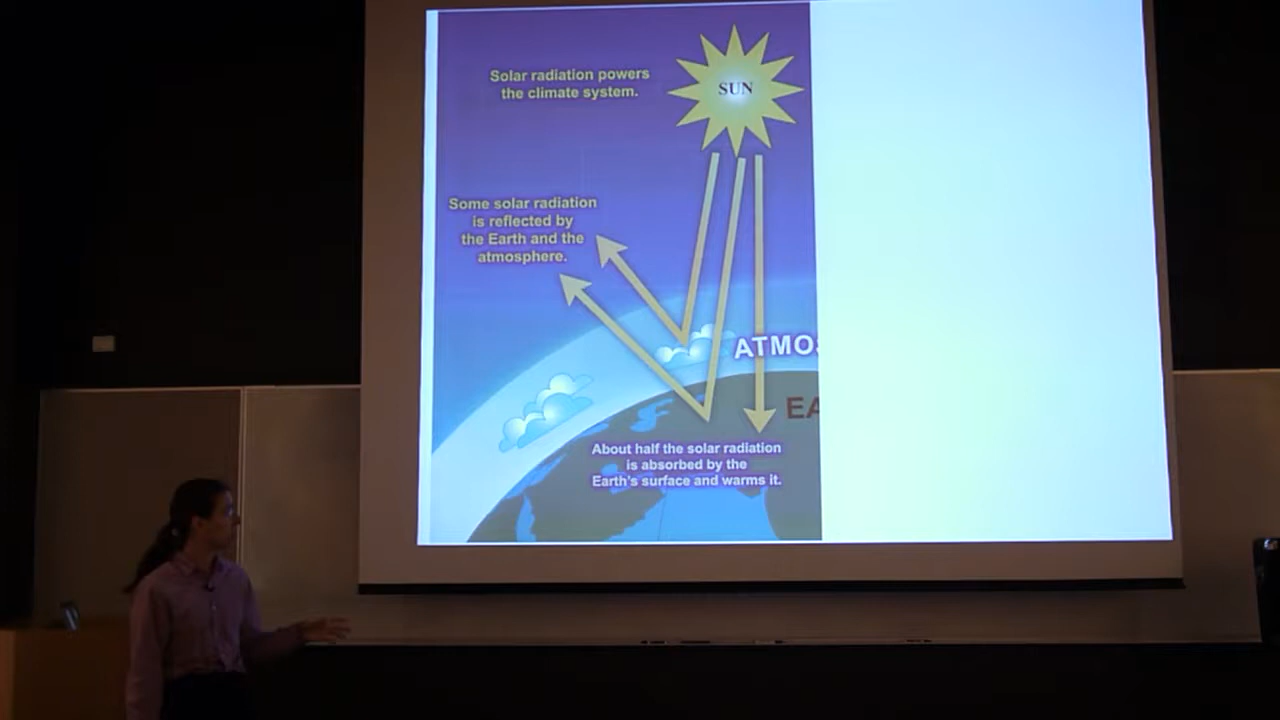 SUN
Solar radiation powers
the climate system.
Some solar radiation
is reflected by
the Earth and the
atmosphere.
ATMOS
EA
About half the solar radiation
is absorbed by the
Earth's surface and warms it.